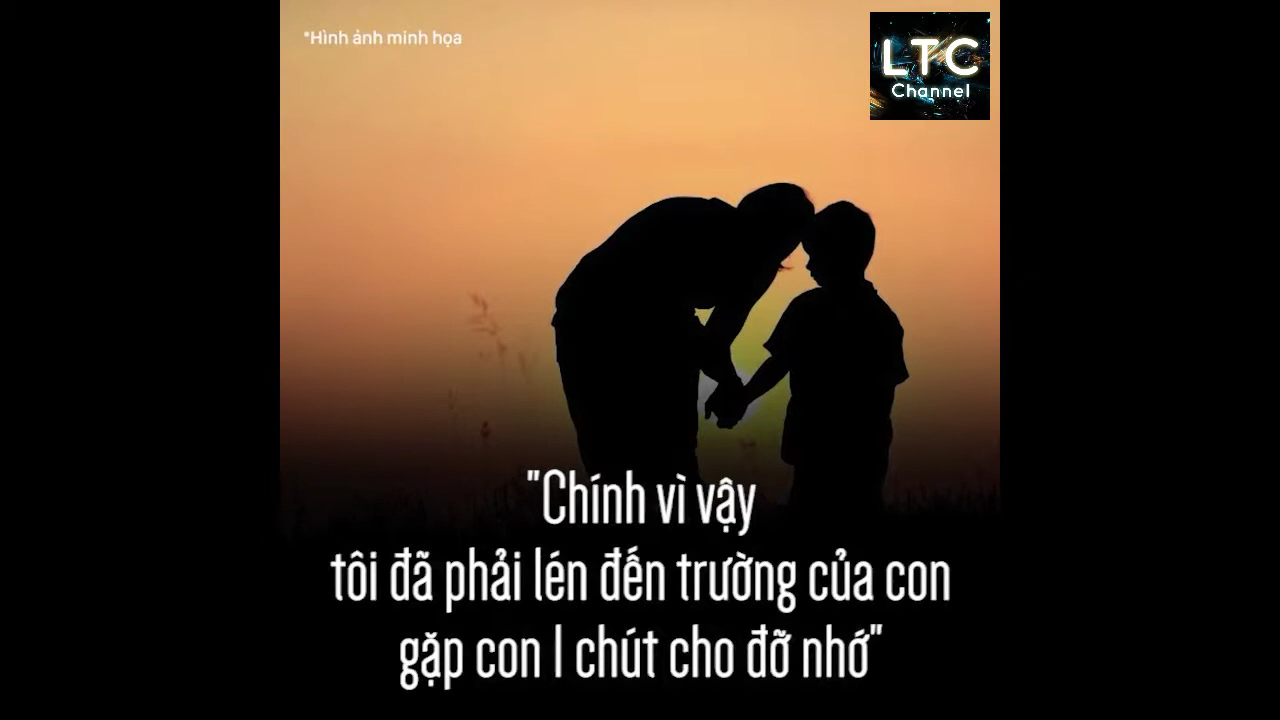 *Hình ảnh minh họa
LTC
Channel
"Chính vì vậy
tôi đã phải lén đến trường của con
gặp con 1 chút cho đỡ nhớ"